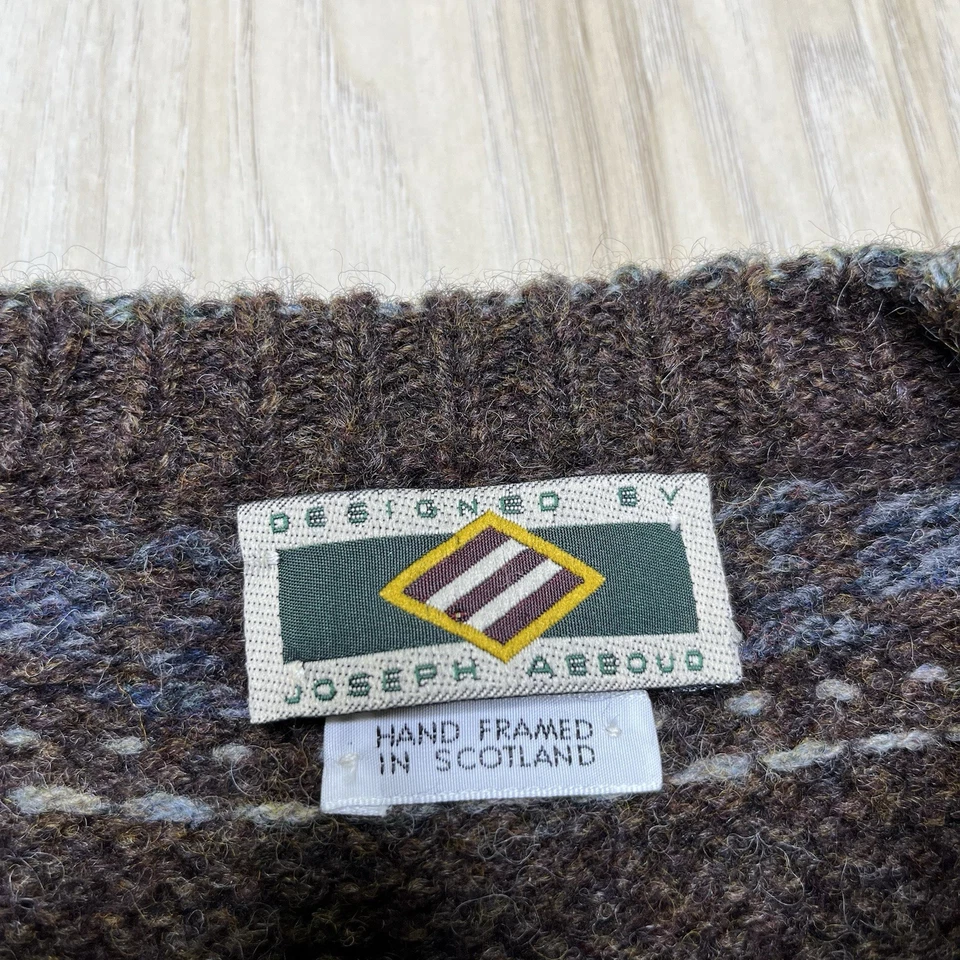 DESIGNED BY
JOSEPH ABBOUD
HAND FRAMED
IN SCOTLAND